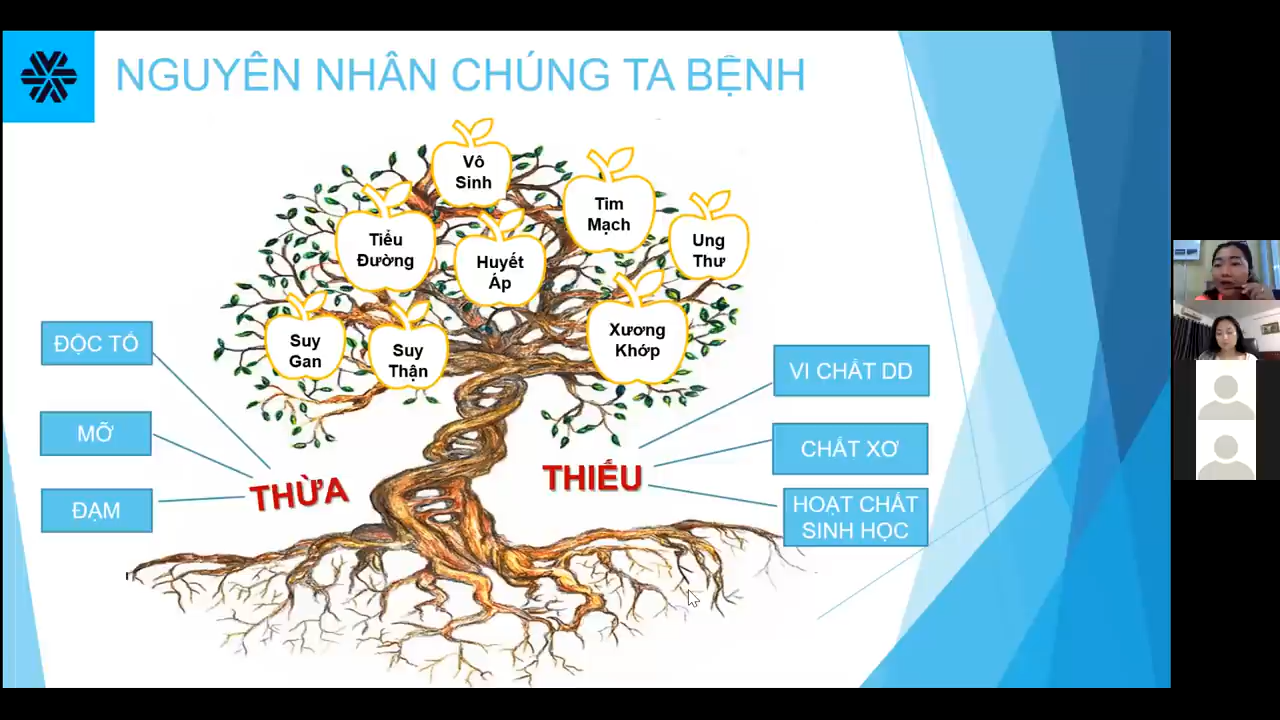 NGUYÊN NHÂN CHÚNG TA BỆNH
Vô
Sinh
Tim
Mạch
Tiểu
Đường
Huyết
Áp
Ung
Thư
Suy
Gan
Suy
Thận
Xương
Khớp
ĐỘC TỐ
MỠ
ĐẠM
THỪA
THIẾU
VI CHẤT DD
CHẤT XƠ
HOẠT CHẤT
SINH HỌC